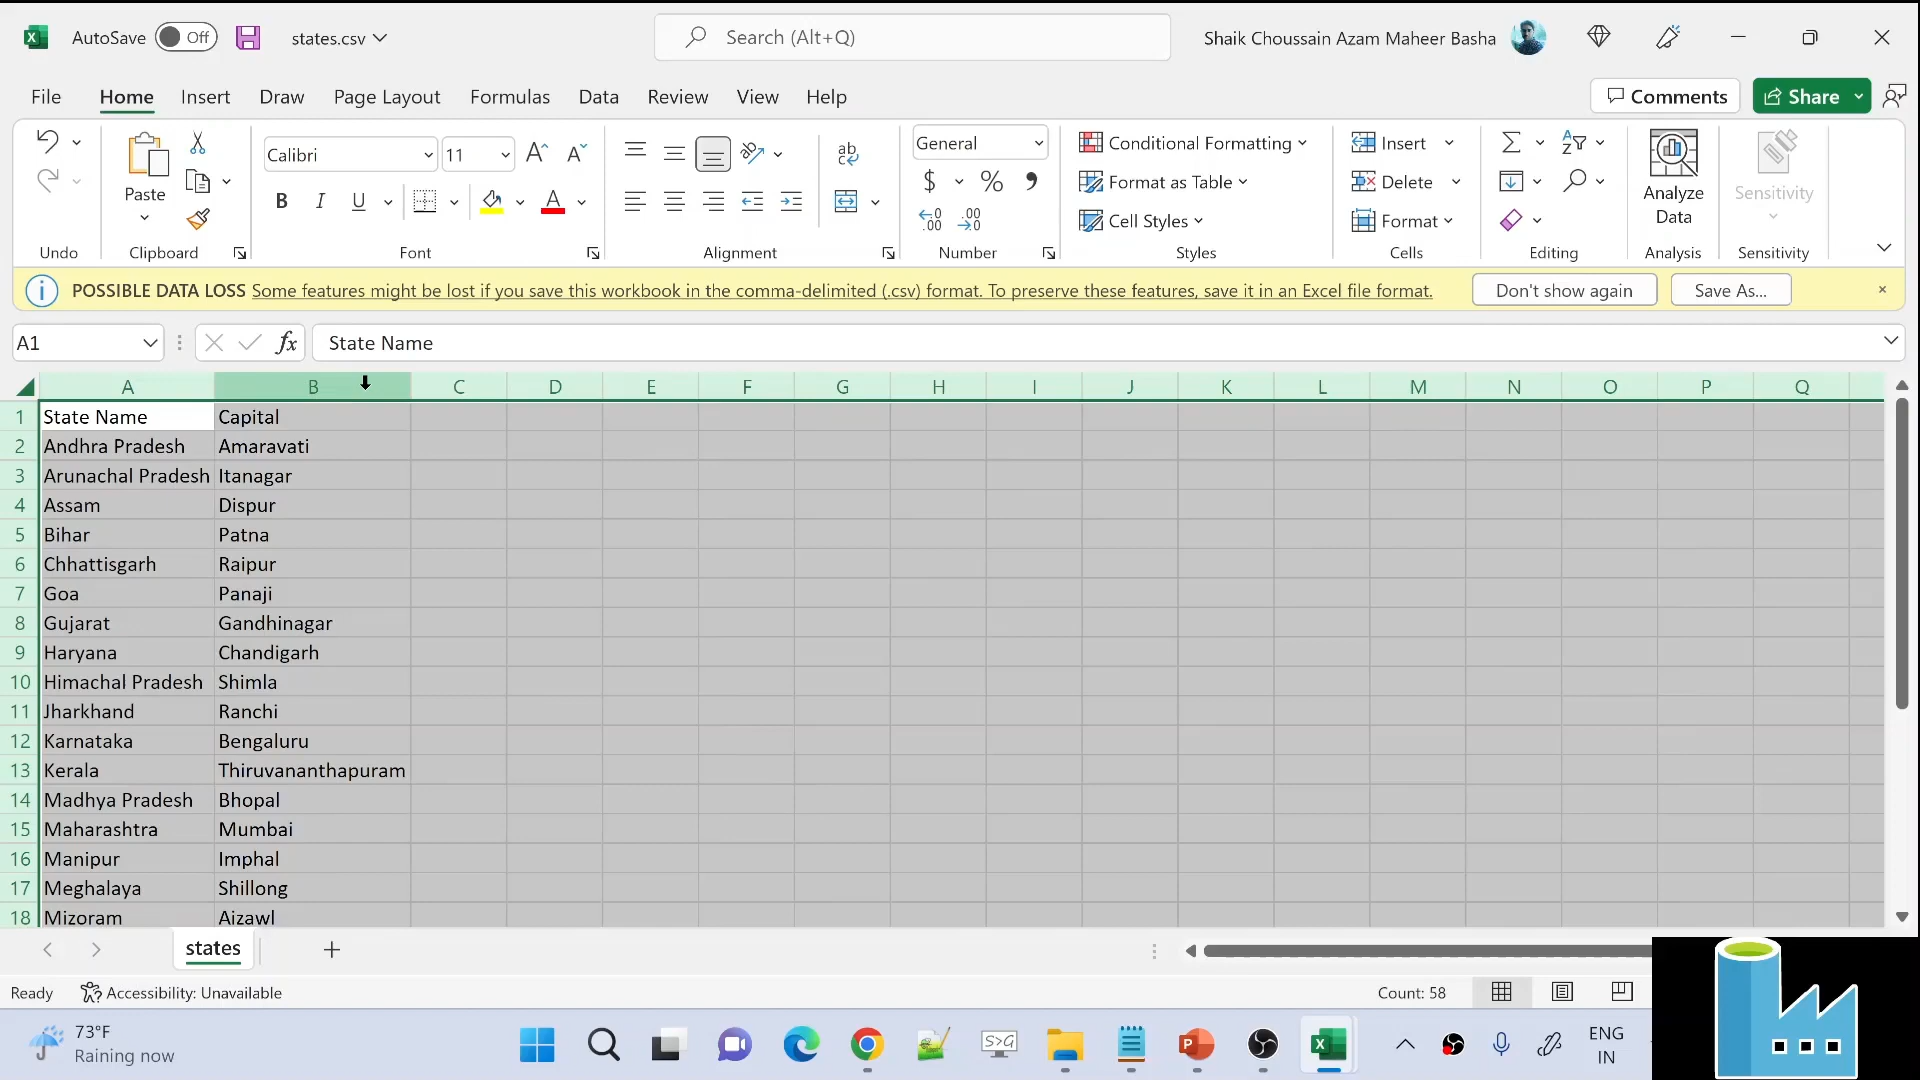 AutoSave Off states.csv Search (Alt+Q) Shaik Choussain Azam Maheer Basha
File Home Insert Draw Page Layout Formulas Data Review View Help Comments Share
Paste
Calibri 11
B I U A
ab
General
$ % ,
Conditional Formatting
Format as Table
Cell Styles
Insert
Delete
Format
Analyze
Data
Sensitivity
Undo Clipboard Font Alignment Number Styles Cells Editing Analysis Sensitivity
POSSIBLE DATA LOSS Some features might be lost if you save this workbook in the comma-delimited (.csv) format. To preserve these features, save it in an Excel file format. Don't show again Save As...
A1 fx State Name
A B C D E F G H I J K L M N O P Q
1 State Name Capital
2 Andhra Pradesh Amaravati
3 Arunachal Pradesh Itanagar
4 Assam Dispur
5 Bihar Patna
6 Chhattisgarh Raipur
7 Goa Panaji
8 Gujarat Gandhinagar
9 Haryana Chandigarh
10 Himachal Pradesh Shimla
11 Jharkhand Ranchi
12 Karnataka Bengaluru
13 Kerala Thiruvananthapuram
14 Madhya Pradesh Bhopal
15 Maharashtra Mumbai
16 Manipur Imphal
17 Meghalaya Shillong
18 Mizoram Aizawl
states
Ready Accessibility: Unavailable Count: 58
73°F
Raining now
S>G
ENG
IN